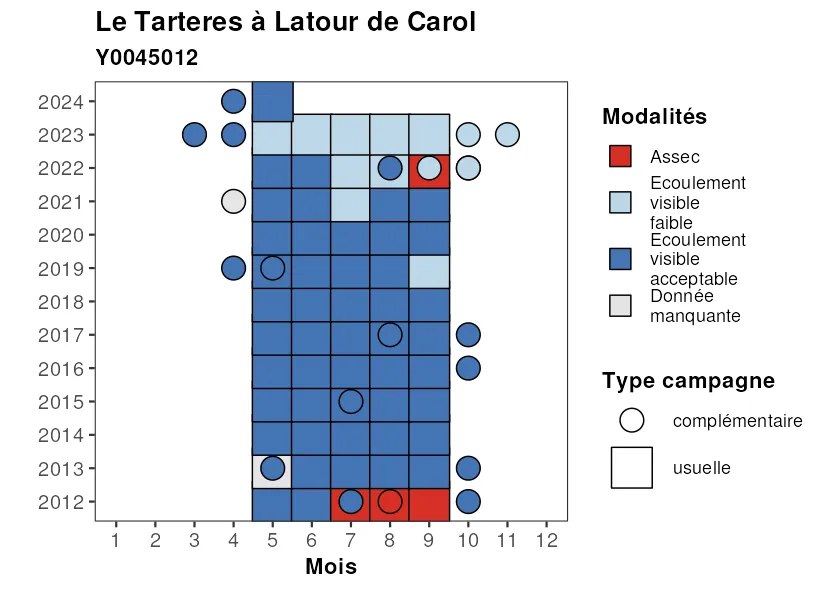 Le Tarteres à Latour de Carol
Y0045012
2024
2023
2022
2021
2020
2019
2018
2017
2016
2015
2014
2013
2012
1 2 3 4 5 6 7 8 9 10 11 12
Mois
Modalités
Assec
Ecoulement
visible
faible
Ecoulement
visible
acceptable
Donnée
manquante
Type campagne
complémentaire
usuelle